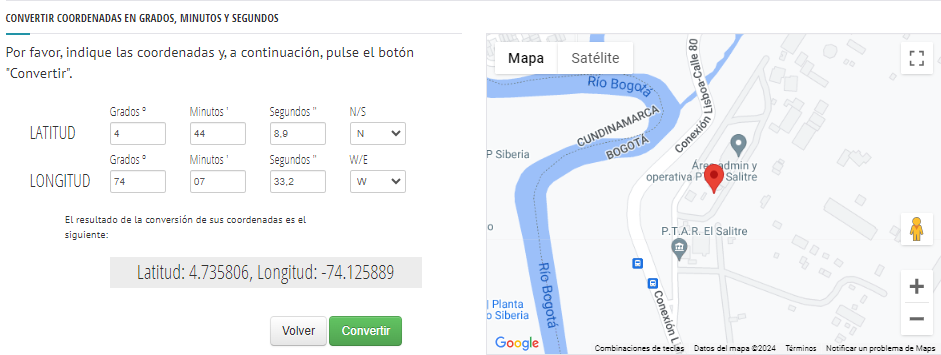 CONVERTIR COORDENADAS EN GRADOS, MINUTOS Y SEGUNDOS
Por favor, indique las coordenadas y, a continuación, pulse el botón
"Convertir".
Grados º Minutos ' Segundos '' N/S
LATITUD 4 44 8,9 N
Grados º Minutos ' Segundos '' W/E
LONGITUD 74 07 33,2 W
El resultado de la conversión de sus coordenadas es el
siguiente:
Latitud: 4.735806, Longitud: -74.125889
Volver Convertir
Mapa Satélite
Río Bogotá
Conexión Lisboa-Calle 80
CUNDINAMARCA
BOGOTÁ
P Siberia
Área admin y
operativa P Salitre
o
P.T.A.R. El Salitre
Río Bogotá
l Planta
o Siberia
Conexión L
Google
Combinaciones de teclas Datos del mapa ©2024 Términos Notificar un problema de Maps